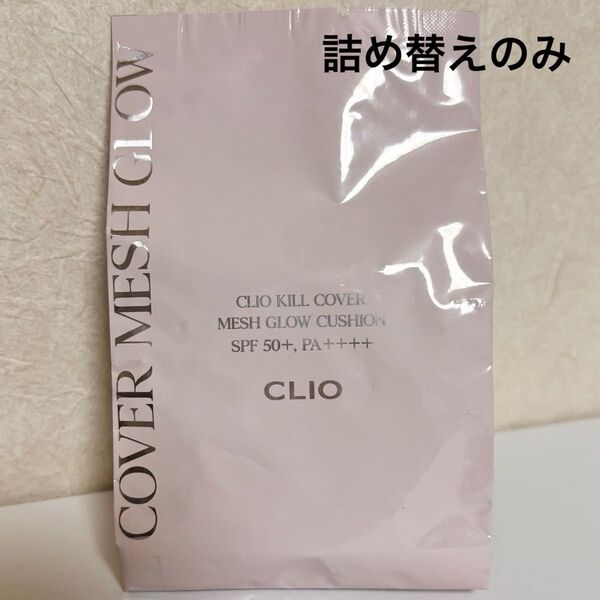 詰め替えのみ
COVER MESH GLOW
CLIO KILL COVER
MESH GLOW CUSHION
SPF 50+, PA++++
CLIO